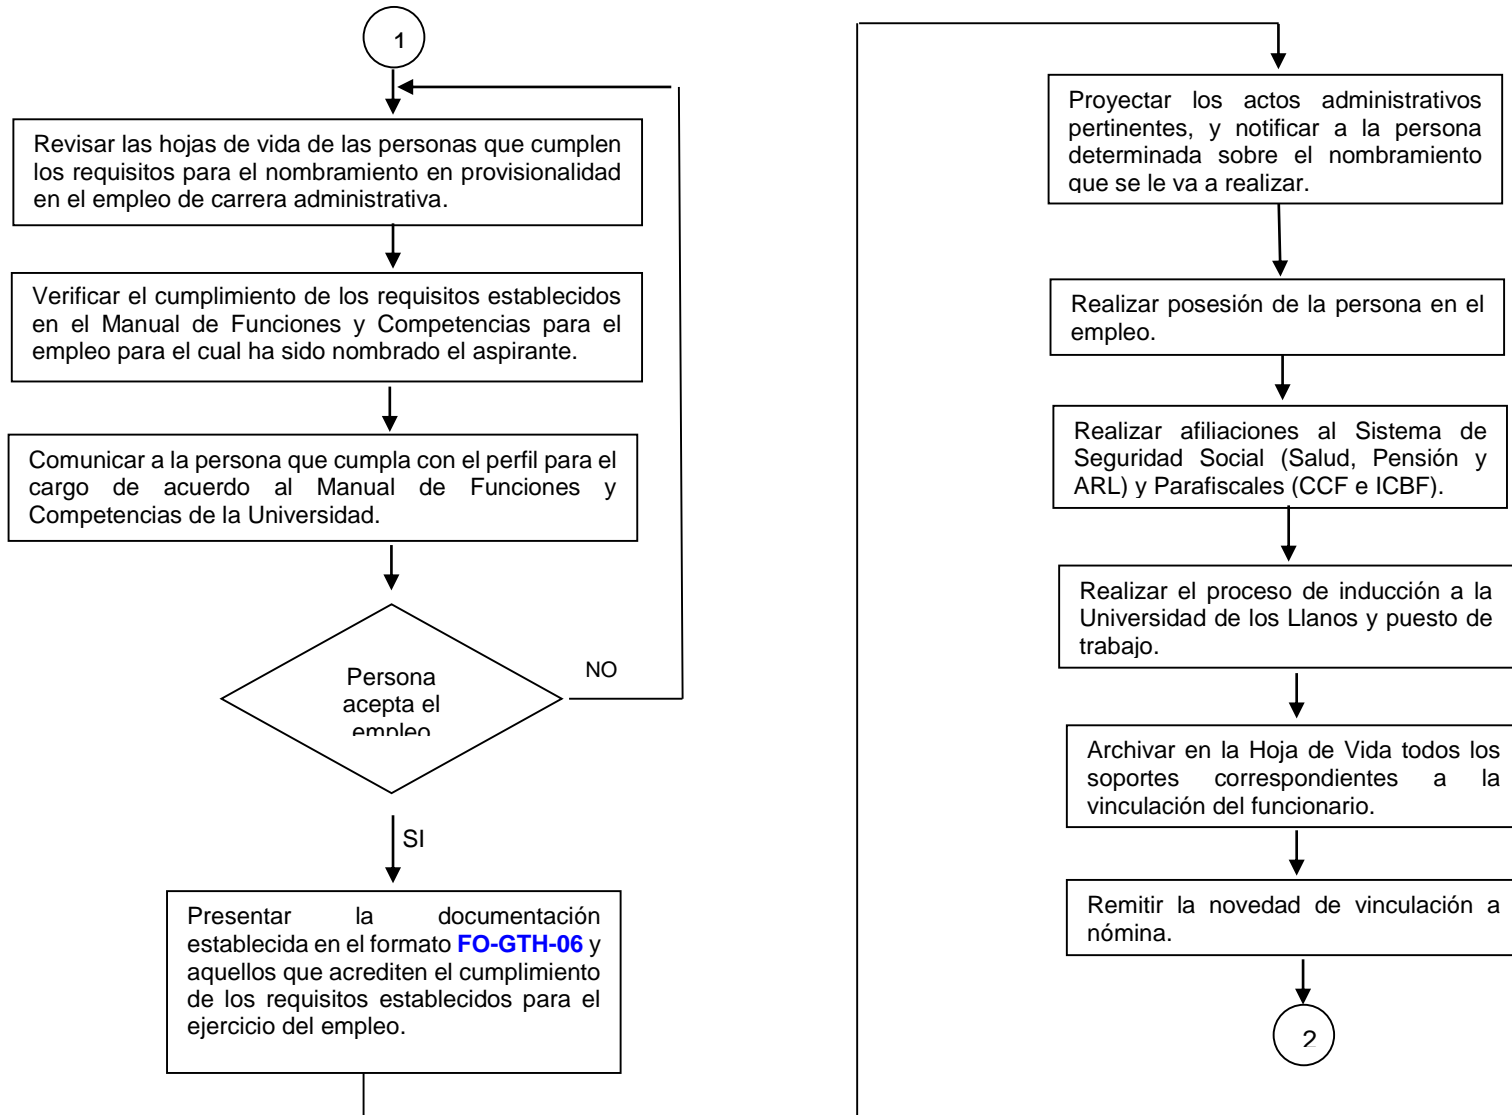 1
Revisar las hojas de vida de las personas que cumplen
los requisitos para el nombramiento en provisionalidad
en el empleo de carrera administrativa.
Verificar el cumplimiento de los requisitos establecidos
en el Manual de Funciones y Competencias para el
empleo para el cual ha sido nombrado el aspirante.
Comunicar a la persona que cumpla con el perfil para el
cargo de acuerdo al Manual de Funciones y
Competencias de la Universidad.
Persona
acepta el
empleo
NO
SI
Presentar la documentación
establecida en el formato FO-GTH-06 y
aquellos que acrediten el cumplimiento
de los requisitos establecidos para el
ejercicio del empleo.
Proyectar los actos administrativos
pertinentes, y notificar a la persona
determinada sobre el nombramiento
que se le va a realizar.
Realizar posesión de la persona en el
empleo.
Realizar afiliaciones al Sistema de
Seguridad Social (Salud, Pensión y
ARL) y Parafiscales (CCF e ICBF).
Realizar el proceso de inducción a la
Universidad de los Llanos y puesto de
trabajo.
Archivar en la Hoja de Vida todos los
soportes correspondientes a la
vinculación del funcionario.
Remitir la novedad de vinculación a
nómina.
2